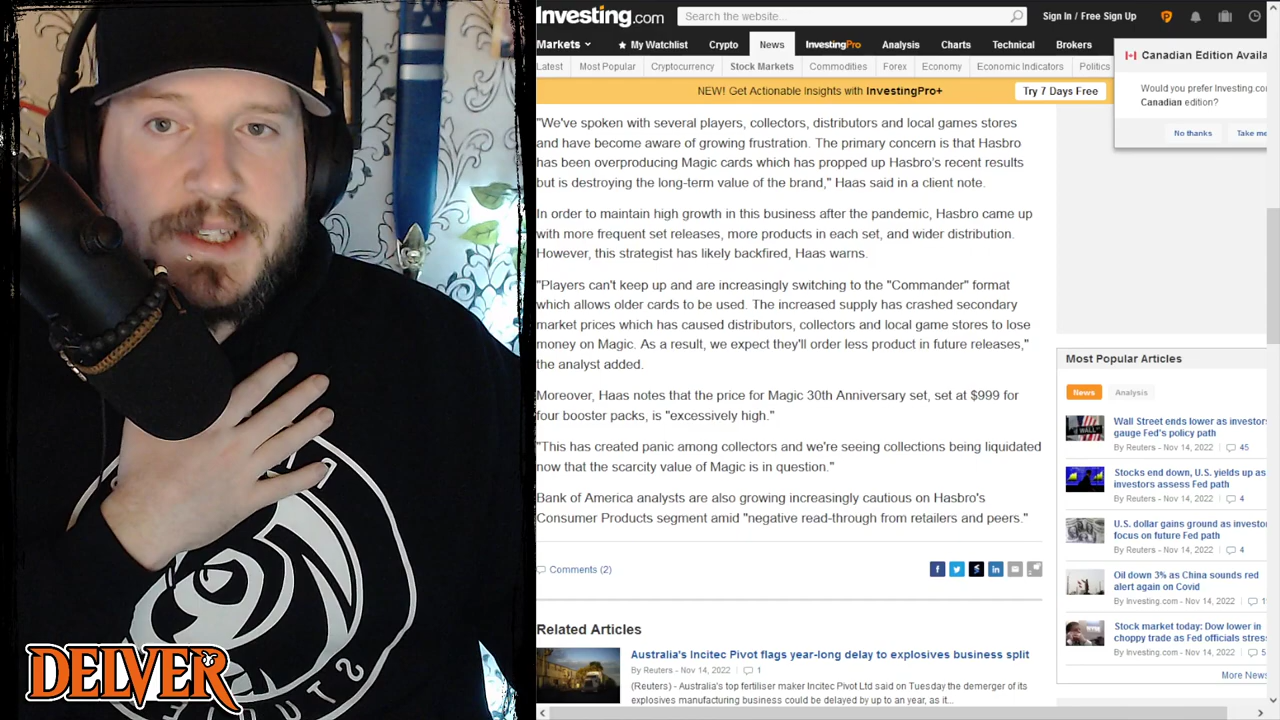 Investing.com
Search the website...
Sign In / Free Sign Up
Markets
My Watchlist
Crypto
News
InvestingPro
Analysis
Charts
Technical
Brokers
Latest
Most Popular
Cryptocurrency
Stock Markets
Commodities
Forex
Economy
Economic Indicators
Politics
Canadian Edition Availa
Would you prefer Investing.co
Canadian edition?
No thanks
Take me
NEW! Get Actionable Insights with InvestingPro+
Try 7 Days Free
"We've spoken with several players, collectors, distributors and local games stores
and have become aware of growing frustration. The primary concern is that Hasbro
has been overproducing Magic cards which has propped up Hasbro's recent results
but is destroying the long-term value of the brand," Haas said in a client note.
In order to maintain high growth in this business after the pandemic, Hasbro came up
with more frequent set releases, more products in each set, and wider distribution.
However, this strategist has likely backfired, Haas warns.
"Players can't keep up and are increasingly switching to the "Commander" format
which allows older cards to be used. The increased supply has crashed secondary
market prices which has caused distributors, collectors and local game stores to lose
money on Magic. As a result, we expect they'll order less product in future releases,"
the analyst added.
Moreover, Haas notes that the price for Magic 30th Anniversary set, set at $999 for
four booster packs, is "excessively high."
"This has created panic among collectors and we're seeing collections being liquidated
now that the scarcity value of Magic is in question."
Bank of America analysts are also growing increasingly cautious on Hasbro's
Consumer Products segment amid "negative read-through from retailers and peers."
Comments (2)
Related Articles
Australia's Incitec Pivot flags year-long delay to explosives business split
By Reuters - Nov 14, 2022 1
(Reuters) - Australia's top fertiliser maker Incitec Pivot Ltd said on Tuesday the demerger of its
explosives manufacturing business could be delayed by up to an year, as it...
Most Popular Articles
News
Analysis
Wall Street ends lower as investors
gauge Fed's policy path
By Reuters - Nov 14, 2022 45
Stocks end down, U.S. yields up as
investors assess Fed path
By Reuters - Nov 14, 2022 4
U.S. dollar gains ground as investo
focus on future Fed path
By Reuters - Nov 14, 2022 4
Oil down 3% as China sounds red
alert again on Covid
By Investing.com - Nov 14, 2022 1
Stock market today: Dow lower in
choppy trade as Fed officials stres
By Investing.com - Nov 14, 2022 5
More News
DELVER